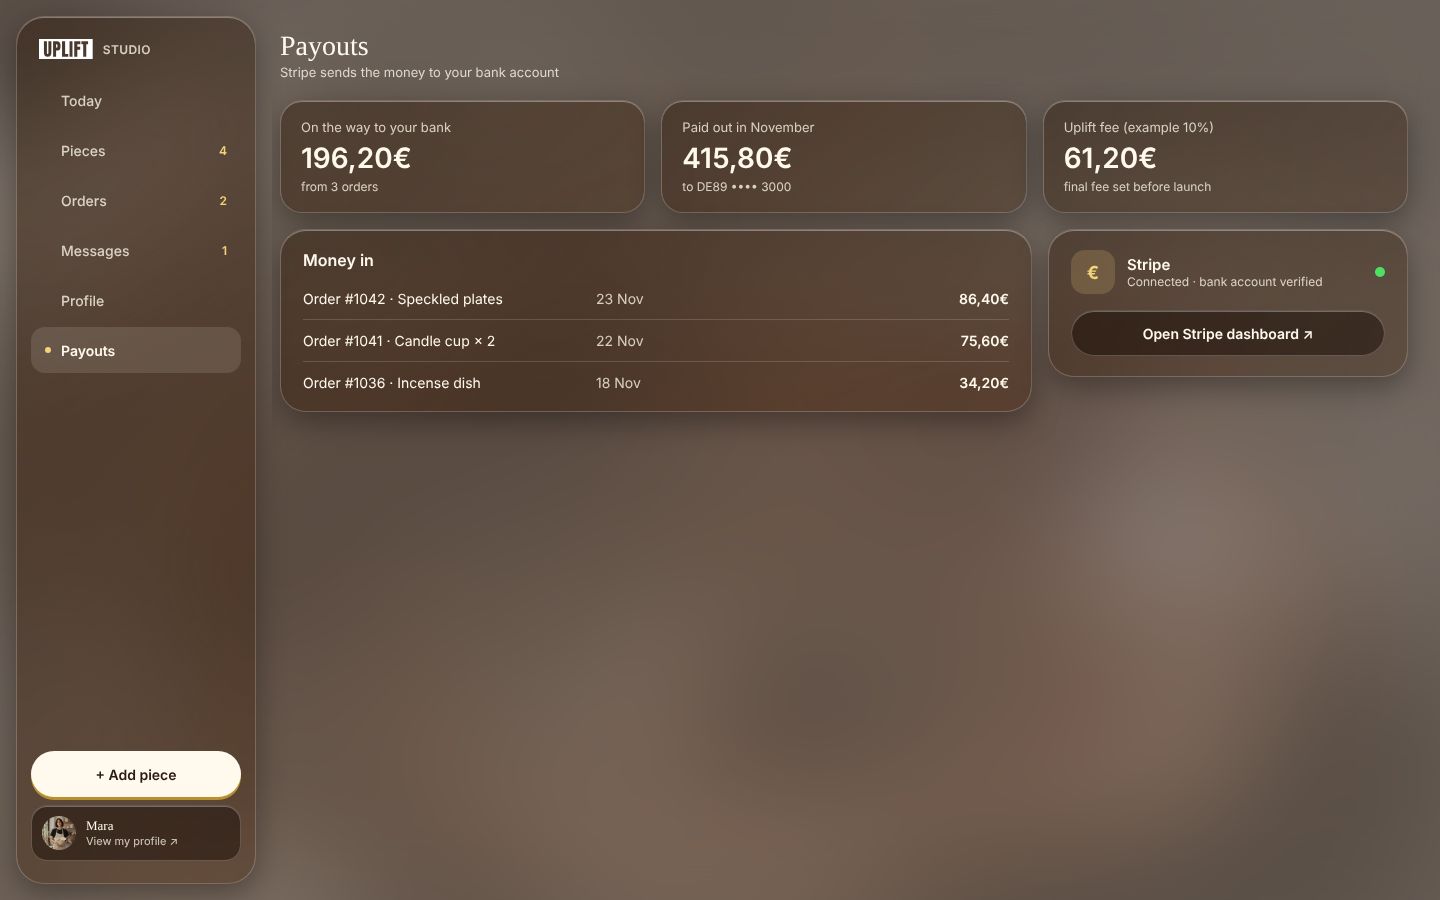 UPLIFT STUDIO
Today
Pieces 4
Orders 2
Messages 1
Profile
Payouts
+ Add piece
Mara
View my profile ↗
Payouts
Stripe sends the money to your bank account
On the way to your bank
196,20€
from 3 orders
Paid out in November
415,80€
to DE89 •••• 3000
Uplift fee (example 10%)
61,20€
final fee set before launch
Money in
Order #1042 · Speckled plates 23 Nov 86,40€
Order #1041 · Candle cup × 2 22 Nov 75,60€
Order #1036 · Incense dish 18 Nov 34,20€
€
Stripe
Connected · bank account verified
Open Stripe dashboard ↗